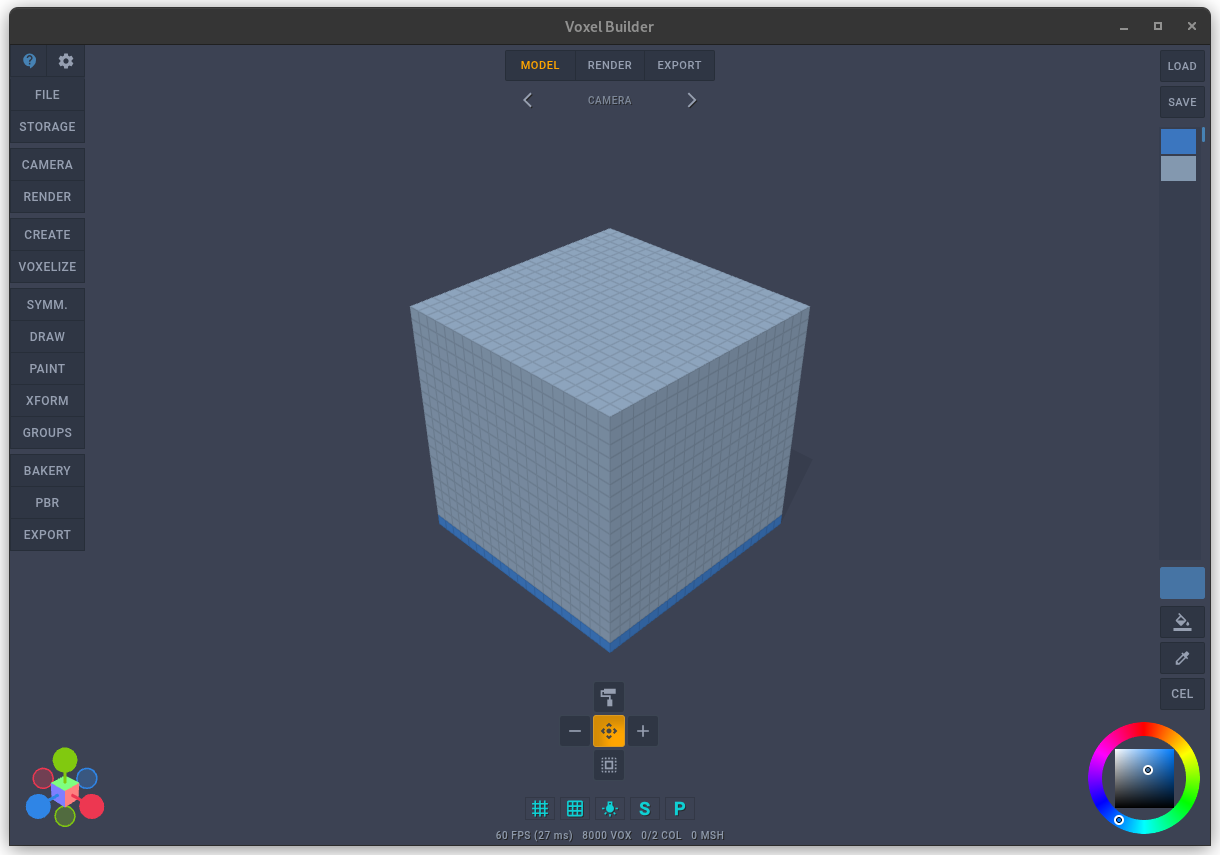 Voxel Builder
MODEL RENDER EXPORT
CAMERA
FILE
STORAGE
CAMERA
RENDER
CREATE
VOXELIZE
SYMM.
DRAW
PAINT
XFORM
GROUPS
BAKERY
PBR
EXPORT
LOAD
SAVE
CEL
S P
60 FPS (27 ms) 8000 VOX 0/2 COL 0 MSH